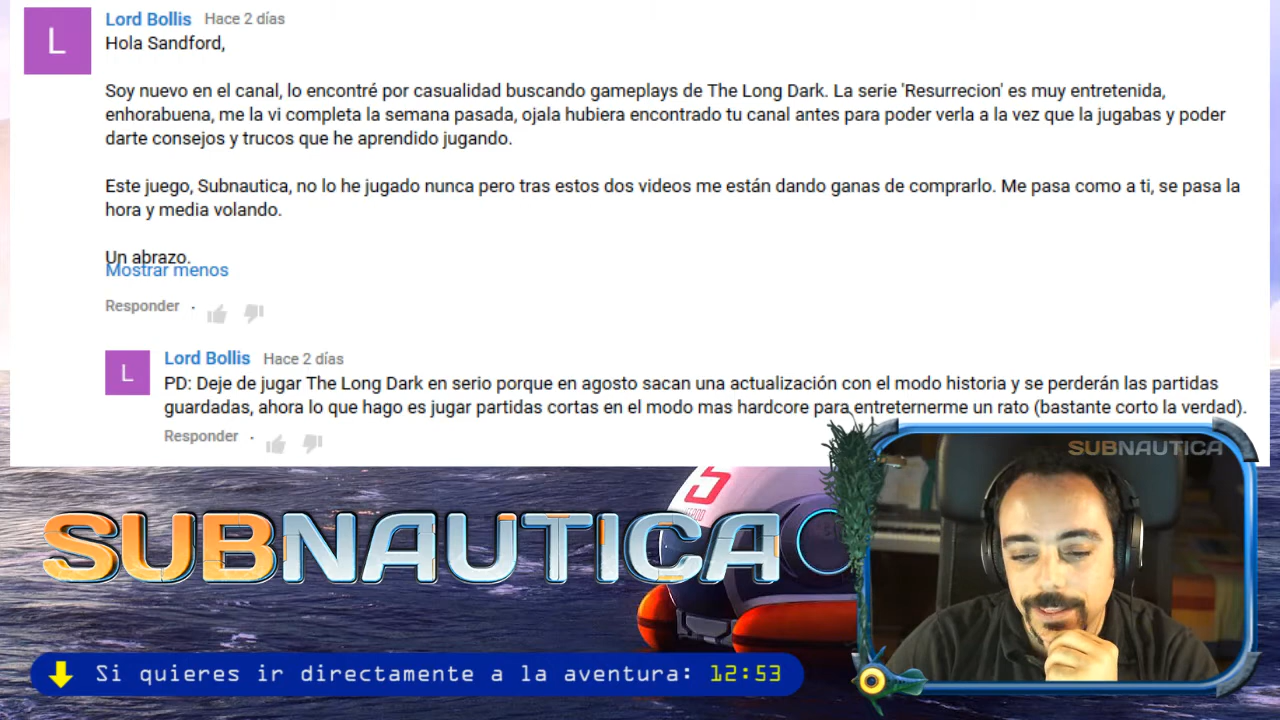 L
Lord Bollis Hace 2 días
Hola Sandford,
Soy nuevo en el canal, lo encontré por casualidad buscando gameplays de The Long Dark. La serie 'Resurrecion' es muy entretenida,
enhorabuena, me la vi completa la semana pasada, ojala hubiera encontrado tu canal antes para poder verla a la vez que la jugabas y poder
darte consejos y trucos que he aprendido jugando.
Este juego, Subnautica, no lo he jugado nunca pero tras estos dos videos me están dando ganas de comprarlo. Me pasa como a ti, se pasa la
hora y media volando.
Un abrazo.
Mostrar menos
Responder ·
L
Lord Bollis Hace 2 días
PD: Deje de jugar The Long Dark en serio porque en agosto sacan una actualización con el modo historia y se perderán las partidas
guardadas, ahora lo que hago es jugar partidas cortas en el modo mas hardcore para entreternerme un rato (bastante corto la verdad).
Responder ·
SUBNAUTICA
5
SUBNAUTICA
Si quieres ir directamente a la aventura: 12:53